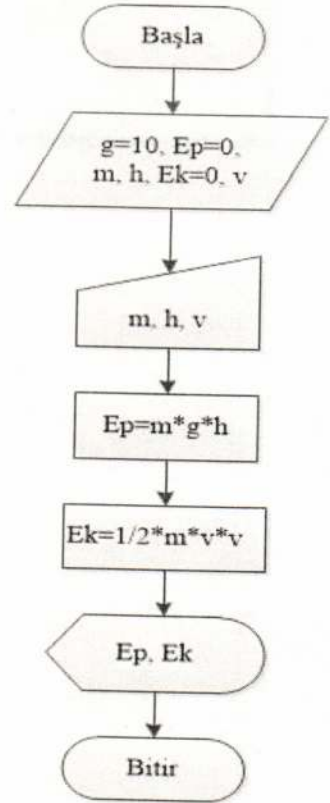 Başla
g=10, Ep=0,
m, h, Ek=0, v
m, h, v
Ep=m*g*h
Ek=1/2*m*v*v
Ep, Ek
Bitir